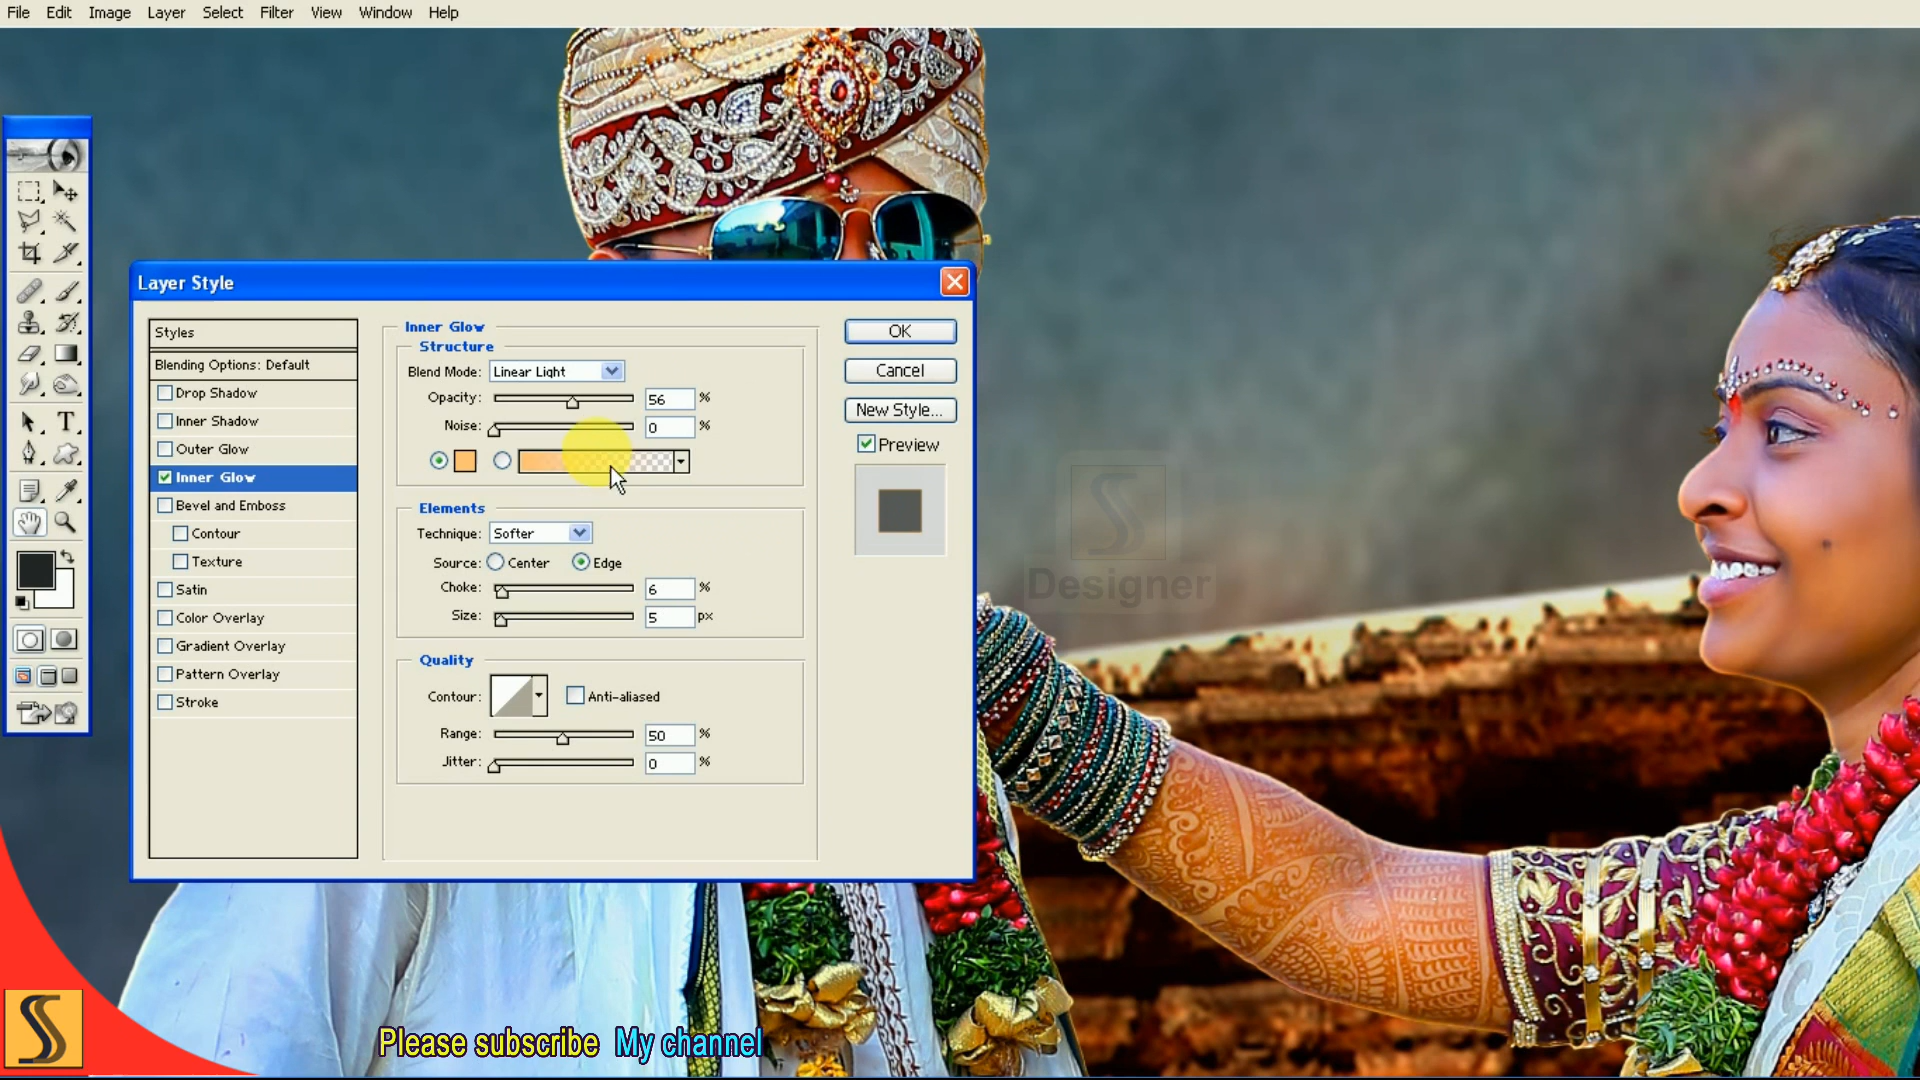 File Edit Image Layer Select Filter View Window Help
Layer Style
Styles
Blending Options: Default
Drop Shadow
Inner Shadow
Outer Glow
Inner Glow
Bevel and Emboss
Contour
Texture
Satin
Color Overlay
Gradient Overlay
Pattern Overlay
Stroke
Inner Glow
Structure
Blend Mode: Linear Light
Opacity: 56 %
Noise: 0 %
Elements
Technique: Softer
Source: Center Edge
Choke: 6 %
Size: 5 px
Quality
Contour: Anti-aliased
Range: 50 %
Jitter: 0 %
OK
Cancel
New Style...
Preview
T
S
Designer
S
Please subscribe My channel